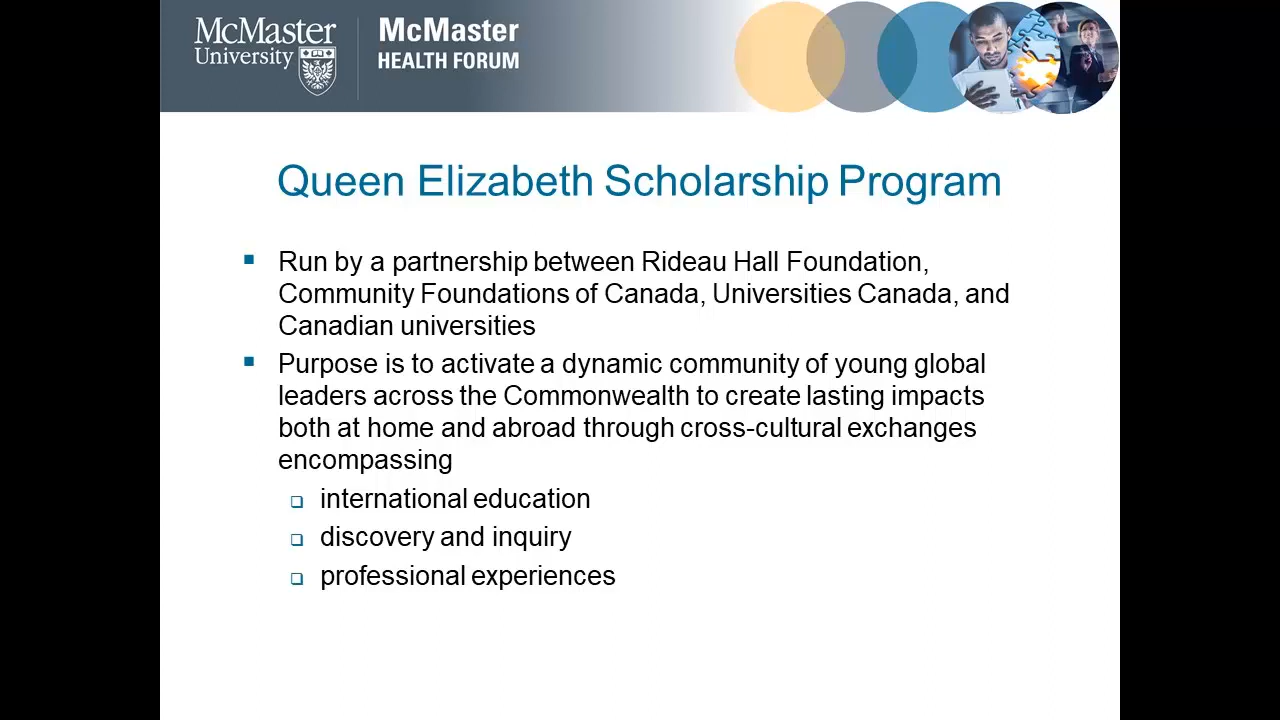 McMaster
University
McMaster
HEALTH FORUM
Queen Elizabeth Scholarship Program
Run by a partnership between Rideau Hall Foundation,
Community Foundations of Canada, Universities Canada, and
Canadian universities
Purpose is to activate a dynamic community of young global
leaders across the Commonwealth to create lasting impacts
both at home and abroad through cross-cultural exchanges
encompassing
international education
discovery and inquiry
professional experiences